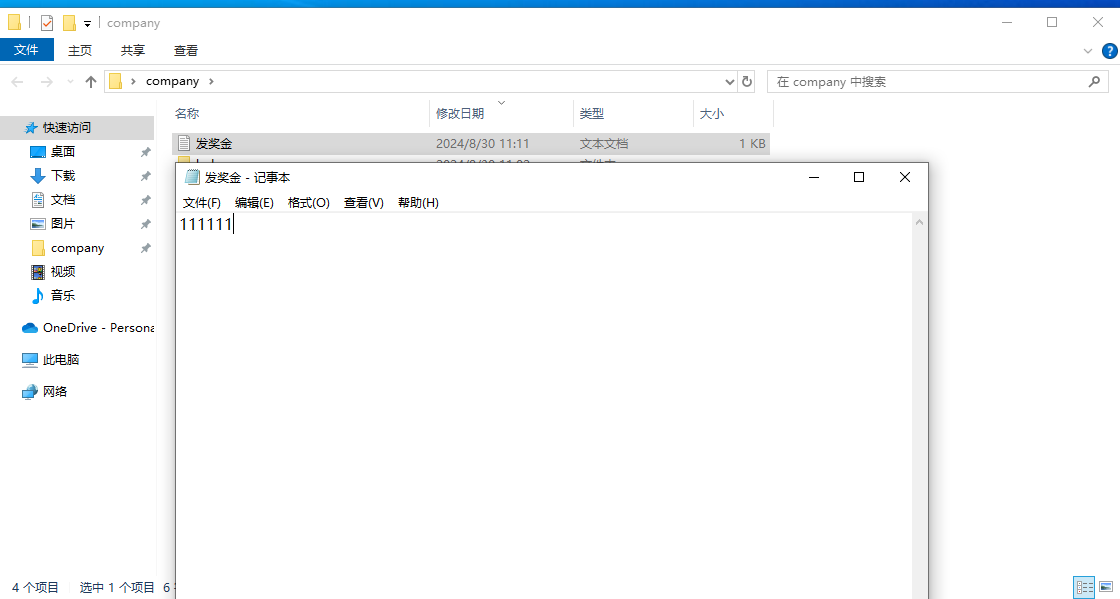 company
文件 主页 共享 查看
company
在 company 中搜索
名称 修改日期 类型 大小
快速访问
发奖金 2024/8/30 11:11 文本文档 1 KB
桌面
下载
文档
图片
company
视频
音乐
OneDrive - Persona
此电脑
网络
发奖金 - 记事本
文件(F) 编辑(E) 格式(O) 查看(V) 帮助(H)
111111
4 个项目 选中 1 个项目 6